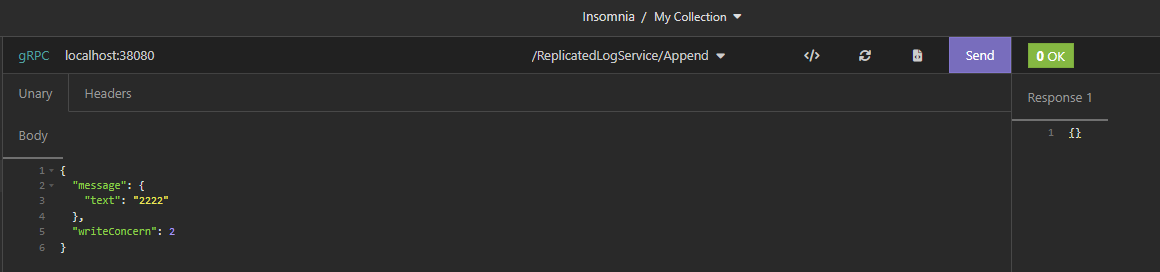 Insomnia / My Collection
gRPC localhost:38080 /ReplicatedLogService/Append </> Send 0 OK
Unary Headers Response 1
Body
1 {
2 "message": {
3 "text": "2222"
4 },
5 "writeConcern": 2
6 }
1 {}